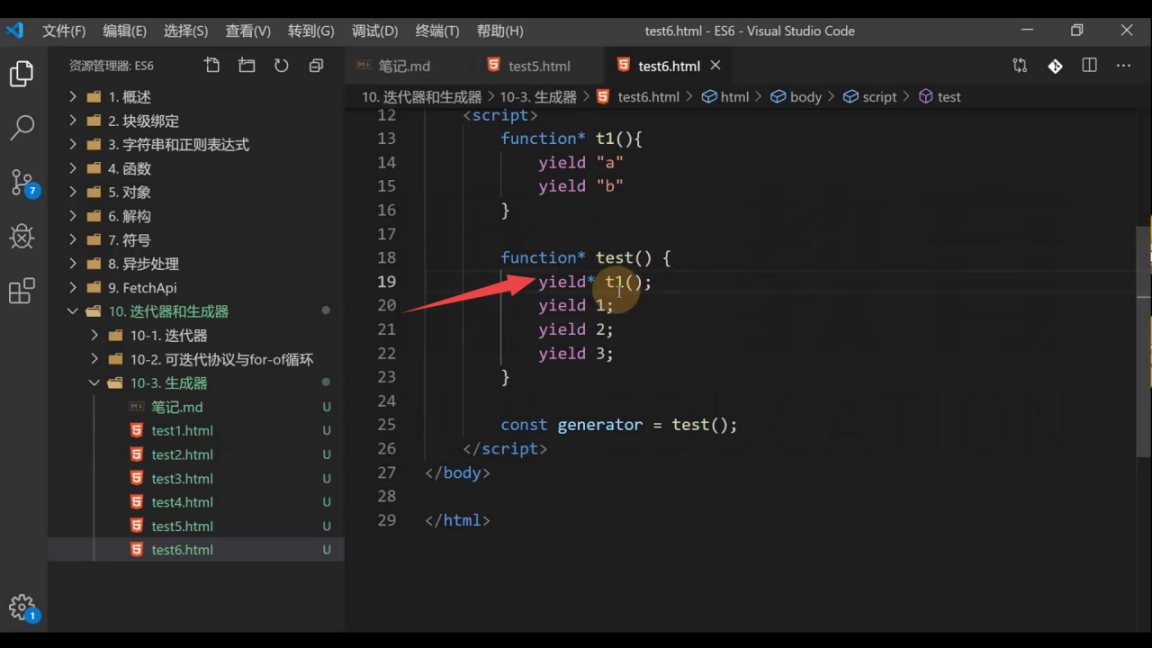 文件(F) 编辑(E) 选择(S) 查看(V) 转到(G) 调试(D) 终端(T) 帮助(H) test6.html - ES6 - Visual Studio Code
资源管理器: ES6
笔记.md test5.html test6.html
10. 迭代器和生成器 > 10-3. 生成器 > test6.html > html > body > script > test
1. 概述
2. 块级绑定
3. 字符串和正则表达式
4. 函数
5. 对象
6. 解构
7. 符号
8. 异步处理
9. FetchApi
10. 迭代器和生成器
10-1. 迭代器
10-2. 可迭代协议与for-of循环
10-3. 生成器
笔记.md U
test1.html U
test2.html U
test3.html U
test4.html U
test5.html U
test6.html U
7
1
12 <script>
13 function* t1(){
14 yield "a"
15 yield "b"
16 }
17
18 function* test() {
19 yield* t1();
20 yield 1;
21 yield 2;
22 yield 3;
23 }
24
25 const generator = test();
26 </script>
27 </body>
28
29 </html>